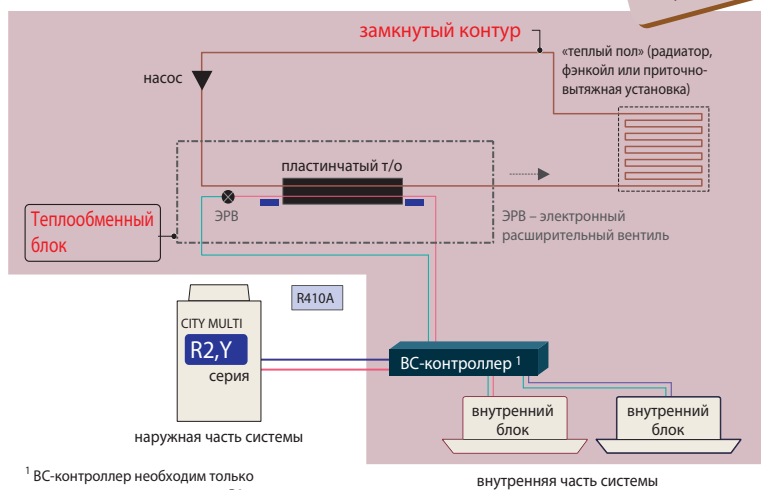 замкнутый контур
«теплый пол» (радиатор,
фэнкойл или приточно-
вытяжная установка)
насос
пластинчатый т/о
ЭРВ
Теплообменный
блок
ЭРВ – электронный
расширительный вентиль
R410A
CITY MULTI
R2,Y
серия
BC-контроллер 1
внутренний
блок
внутренний
блок
наружная часть системы
внутренняя часть системы
1 BC-контроллер необходим только